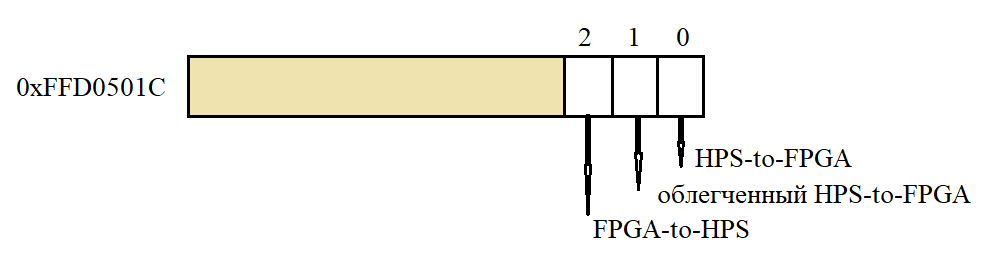 2 1 0
0xFFD0501C
HPS-to-FPGA
облегченный HPS-to-FPGA
FPGA-to-HPS